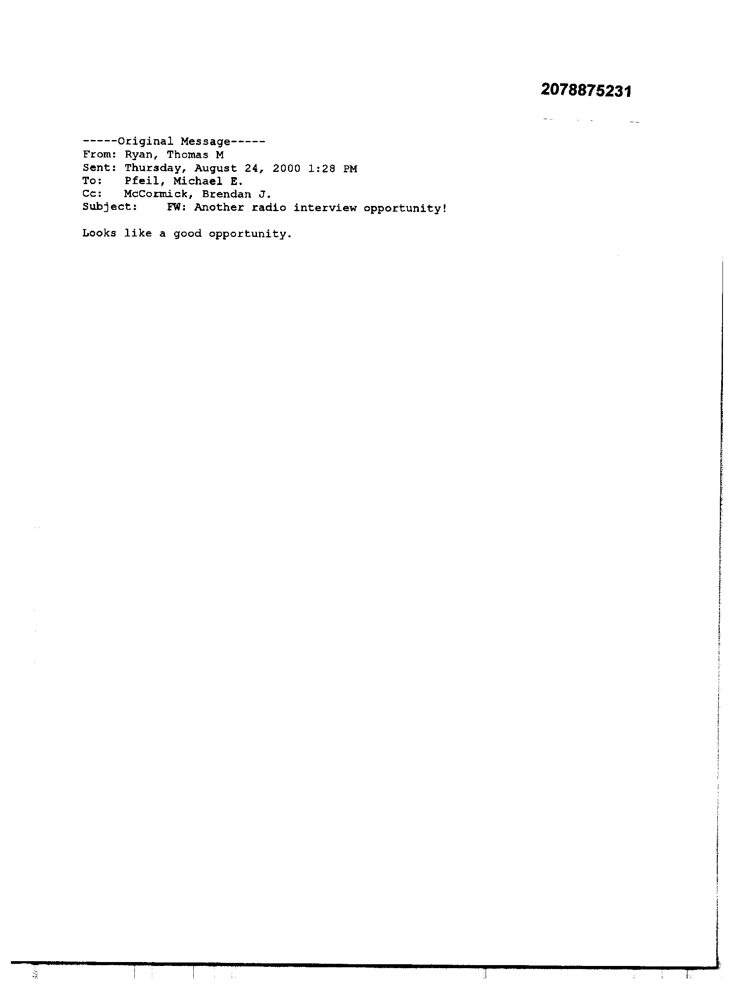 2078875231
-----Original Message-----
From: Ryan, Thomas M
Sent: Thursday, August 24, 2000 1:28 PM
To: Pfeil, Michael E.
Cc: McCormick, Brendan J.
Subject: FW: Another radio interview opportunity!
Looks like a good opportunity.